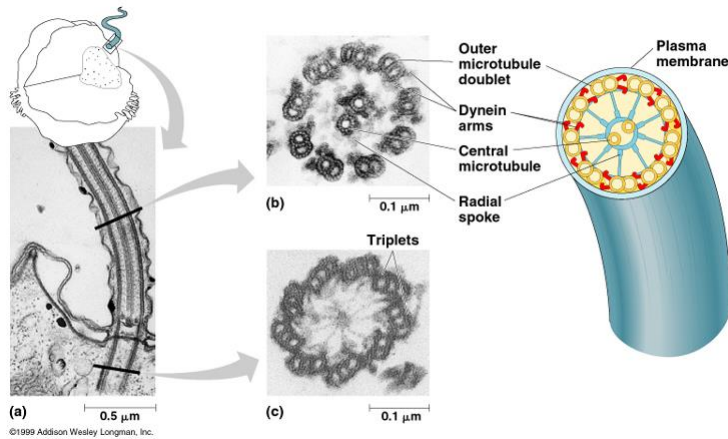 Outer
microtubule
doublet
Dynein
arms
Central
microtubule
Radial
spoke
Plasma
membrane
(b)
0.1 µm
Triplets
(a)
0.5 µm
(c)
0.1 µm
©1999 Addison Wesley Longman, Inc.